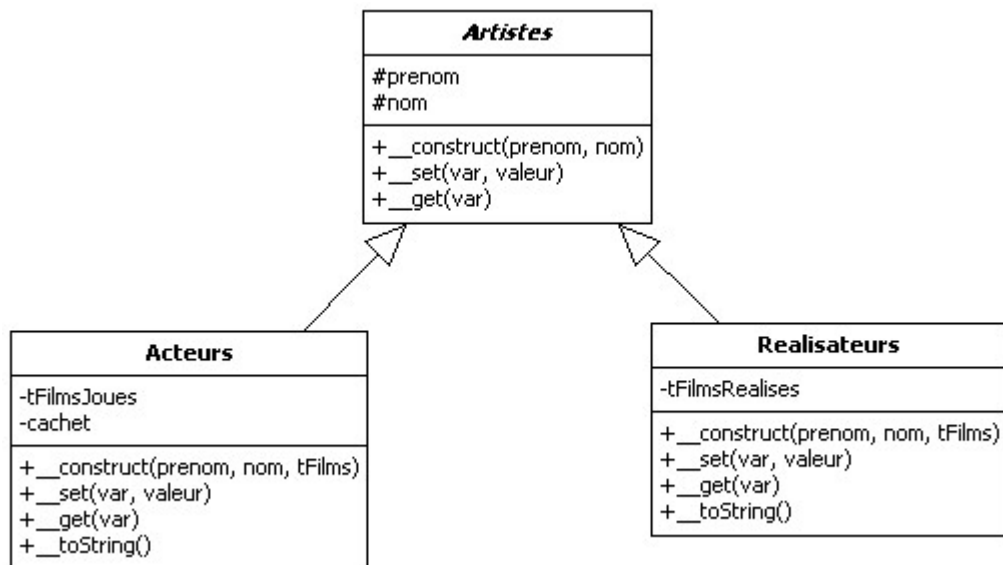 Artistes
#prenom
#nom
+__construct(prenom, nom)
+__set(var, valeur)
+__get(var)
Acteurs
-tFilmsJoues
-cachet
+__construct(prenom, nom, tFilms)
+__set(var, valeur)
+__get(var)
+__toString()
Realisateurs
-tFilmsRealises
+__construct(prenom, nom, tFilms)
+__set(var, valeur)
+__get(var)
+__toString()